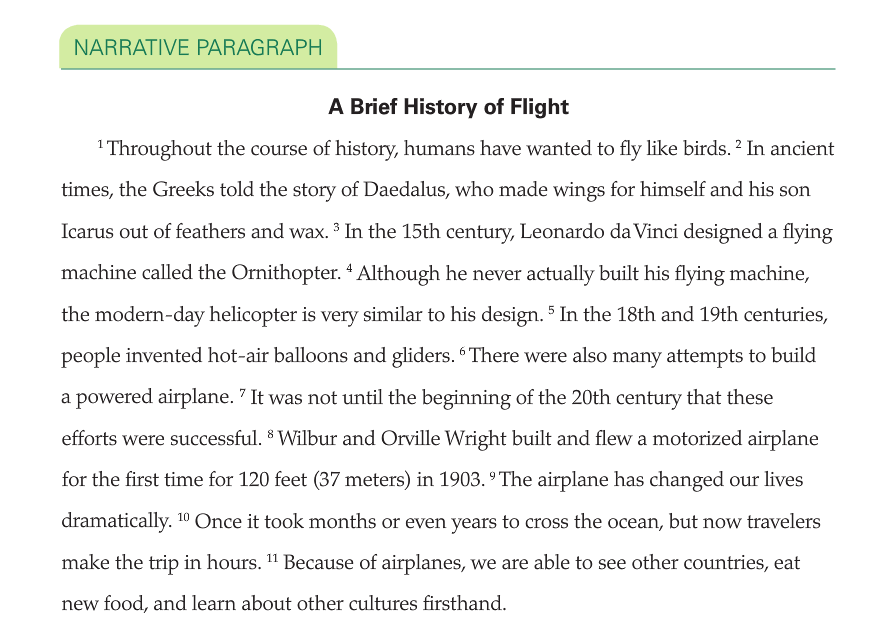 NARRATIVE PARAGRAPH
A Brief History of Flight
1 Throughout the course of history, humans have wanted to fly like birds. 2 In ancient
times, the Greeks told the story of Daedalus, who made wings for himself and his son
Icarus out of feathers and wax. 3 In the 15th century, Leonardo da Vinci designed a flying
machine called the Ornithopter. 4 Although he never actually built his flying machine,
the modern-day helicopter is very similar to his design. 5 In the 18th and 19th centuries,
people invented hot-air balloons and gliders. 6 There were also many attempts to build
a powered airplane. 7 It was not until the beginning of the 20th century that these
efforts were successful. 8 Wilbur and Orville Wright built and flew a motorized airplane
for the first time for 120 feet (37 meters) in 1903. 9 The airplane has changed our lives
dramatically. 10 Once it took months or even years to cross the ocean, but now travelers
make the trip in hours. 11 Because of airplanes, we are able to see other countries, eat
new food, and learn about other cultures firsthand.